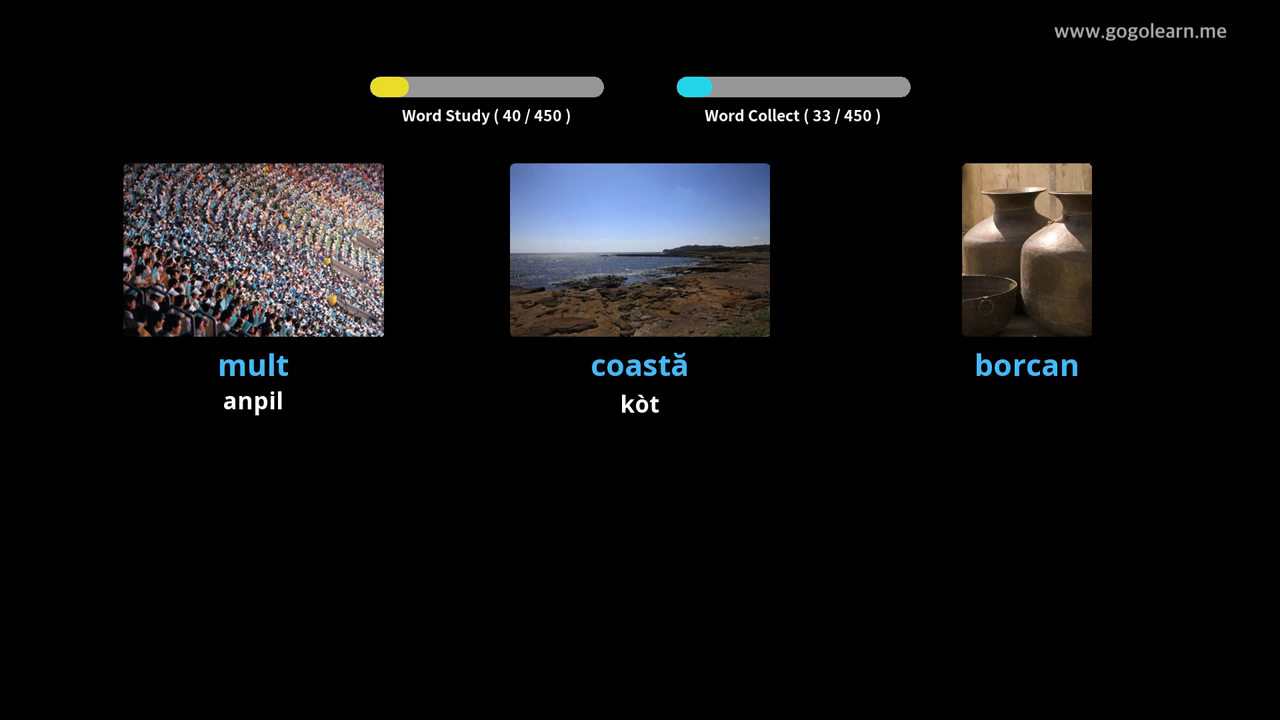 www.gogolearn.me
Word Study ( 40 / 450 )
Word Collect ( 33 / 450 )
mult
anpil
coastă
kòt
borcan